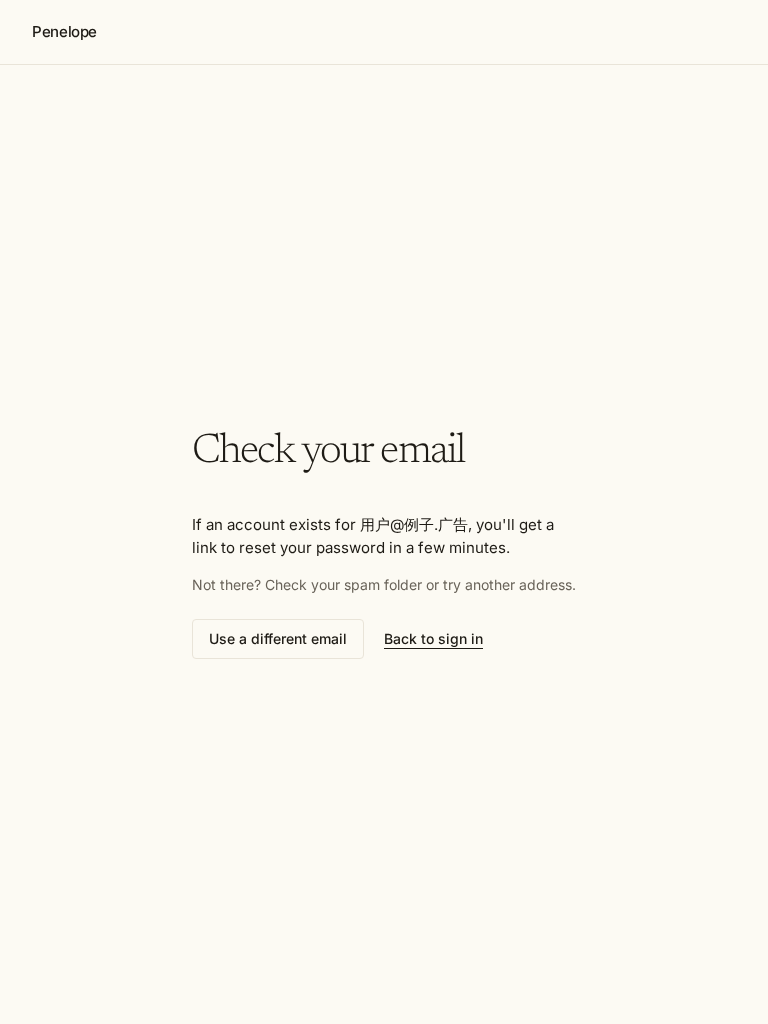 Penelope
Check your email
If an account exists for 用户@例子.广告, you'll get a
link to reset your password in a few minutes.
Not there? Check your spam folder or try another address.
Use a different email
Back to sign in